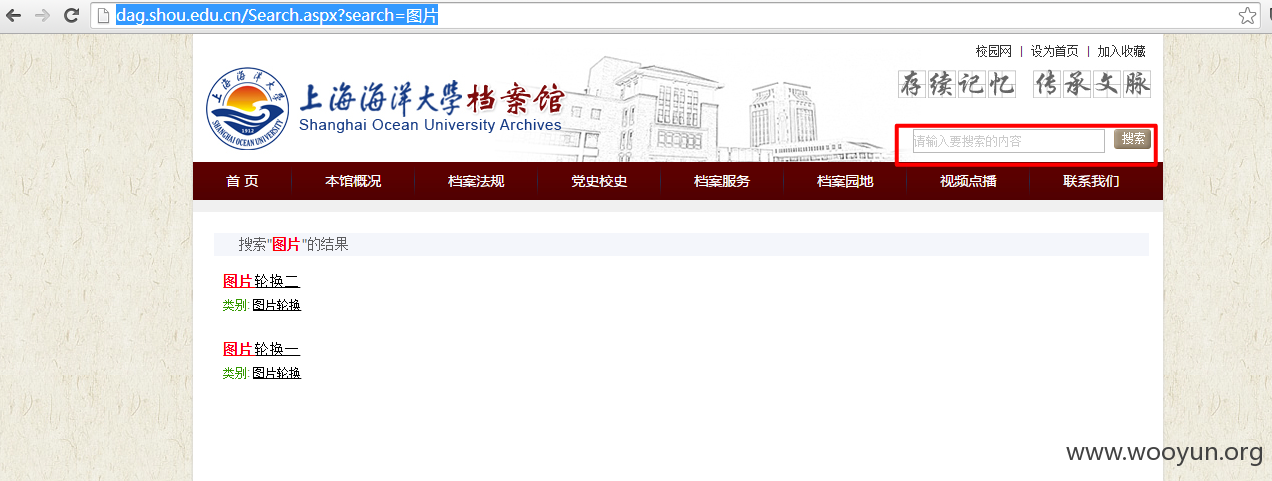 dag.shou.edu.cn/Search.aspx?search=图片
校园网 | 设为首页 | 加入收藏
存续记忆 传承文脉
上海海洋大学
SHANGHAI OCEAN UNIVERSITY
1912
上海海洋大學档案馆
Shanghai Ocean University Archives
请输入要搜索的内容 搜索
首 页 本馆概况 档案法规 党史校史 档案服务 档案园地 视频点播 联系我们
搜索"图片"的结果
图片轮换二
类别: 图片轮换
图片轮换一
类别: 图片轮换
www.wooyun.org